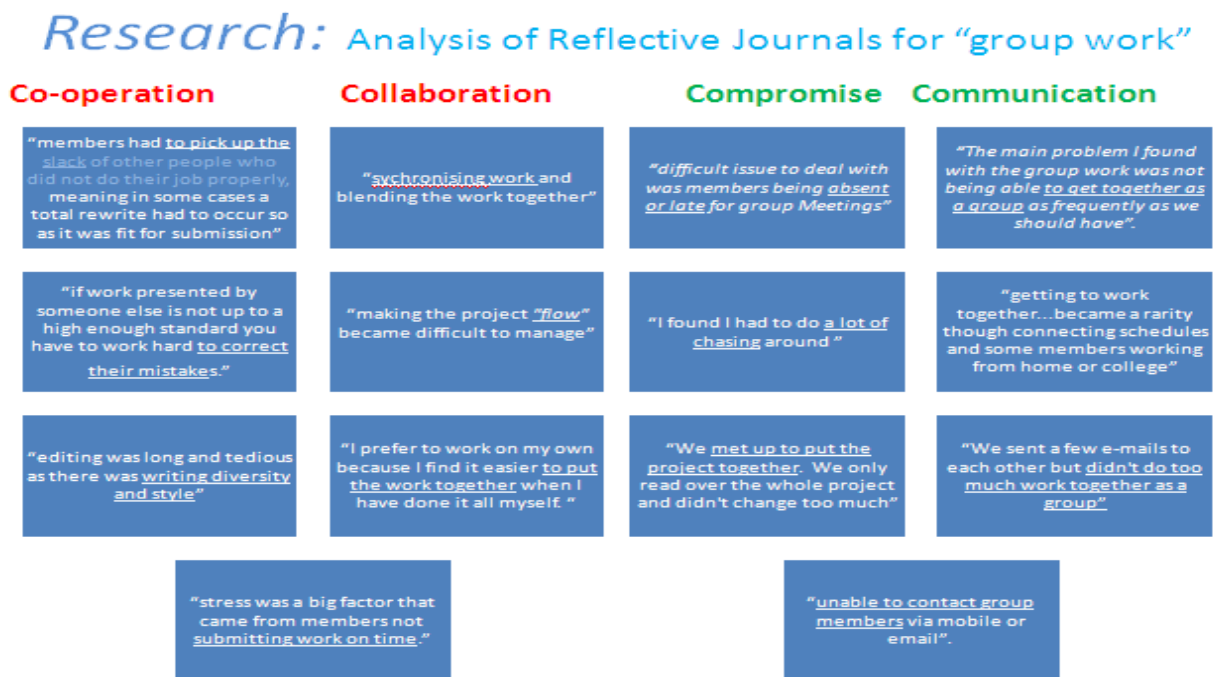 Research: Analysis of Reflective Journals for “group work”
Co-operation
Collaboration
Compromise
Communication
“members had to pick up the
slack of other people who
did not do their job properly,
meaning in some cases a
total rewrite had to occur so
as it was fit for submission”
“sychronising work and
blending the work together”
“difficult issue to deal with
was members being absent
or late for group Meetings”
“The main problem I found
with the group work was not
being able to get together as
a group as frequently as we
should have”.
“if work presented by
someone else is not up to a
high enough standard you
have to work hard to correct
their mistakes.”
“making the project “flow”
became difficult to manage”
“I found I had to do a lot of
chasing around ”
“getting to work
together...became a rarity
though connecting schedules
and some members working
from home or college”
“editing was long and tedious
as there was writing diversity
and style”
“I prefer to work on my own
because I find it easier to put
the work together when I
have done it all myself. “
“We met up to put the
project together. We only
read over the whole project
and didn't change too much”
“We sent a few e-mails to
each other but didn't do too
much work together as a
group”
“stress was a big factor that
came from members not
submitting work on time.”
“unable to contact group
members via mobile or
email”.